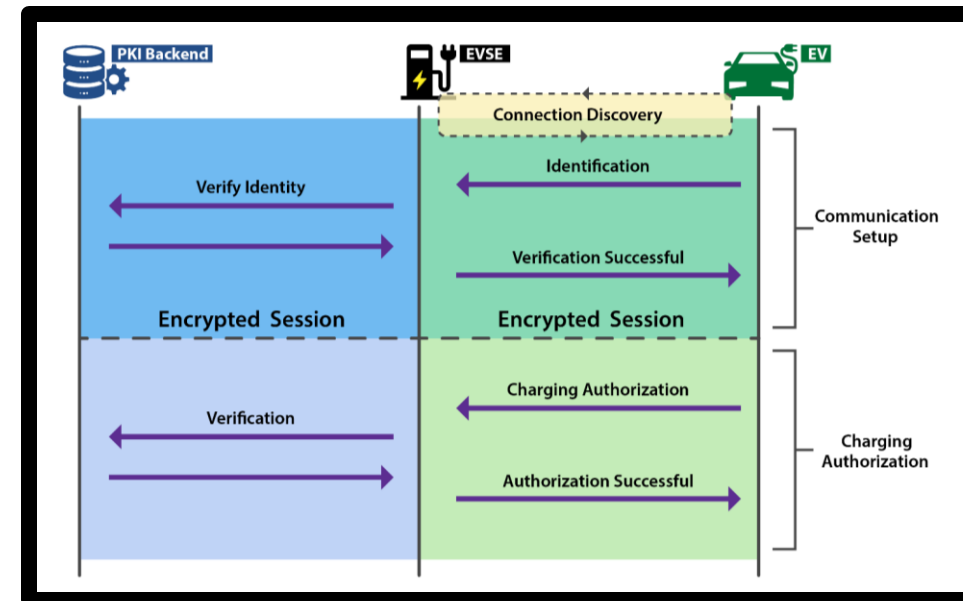 PKI Backend
EVSE
EV
Connection Discovery
Identification
Verify Identity
Communication
Setup
Verification Successful
Encrypted Session
Encrypted Session
Charging Authorization
Verification
Charging
Authorization
Authorization Successful